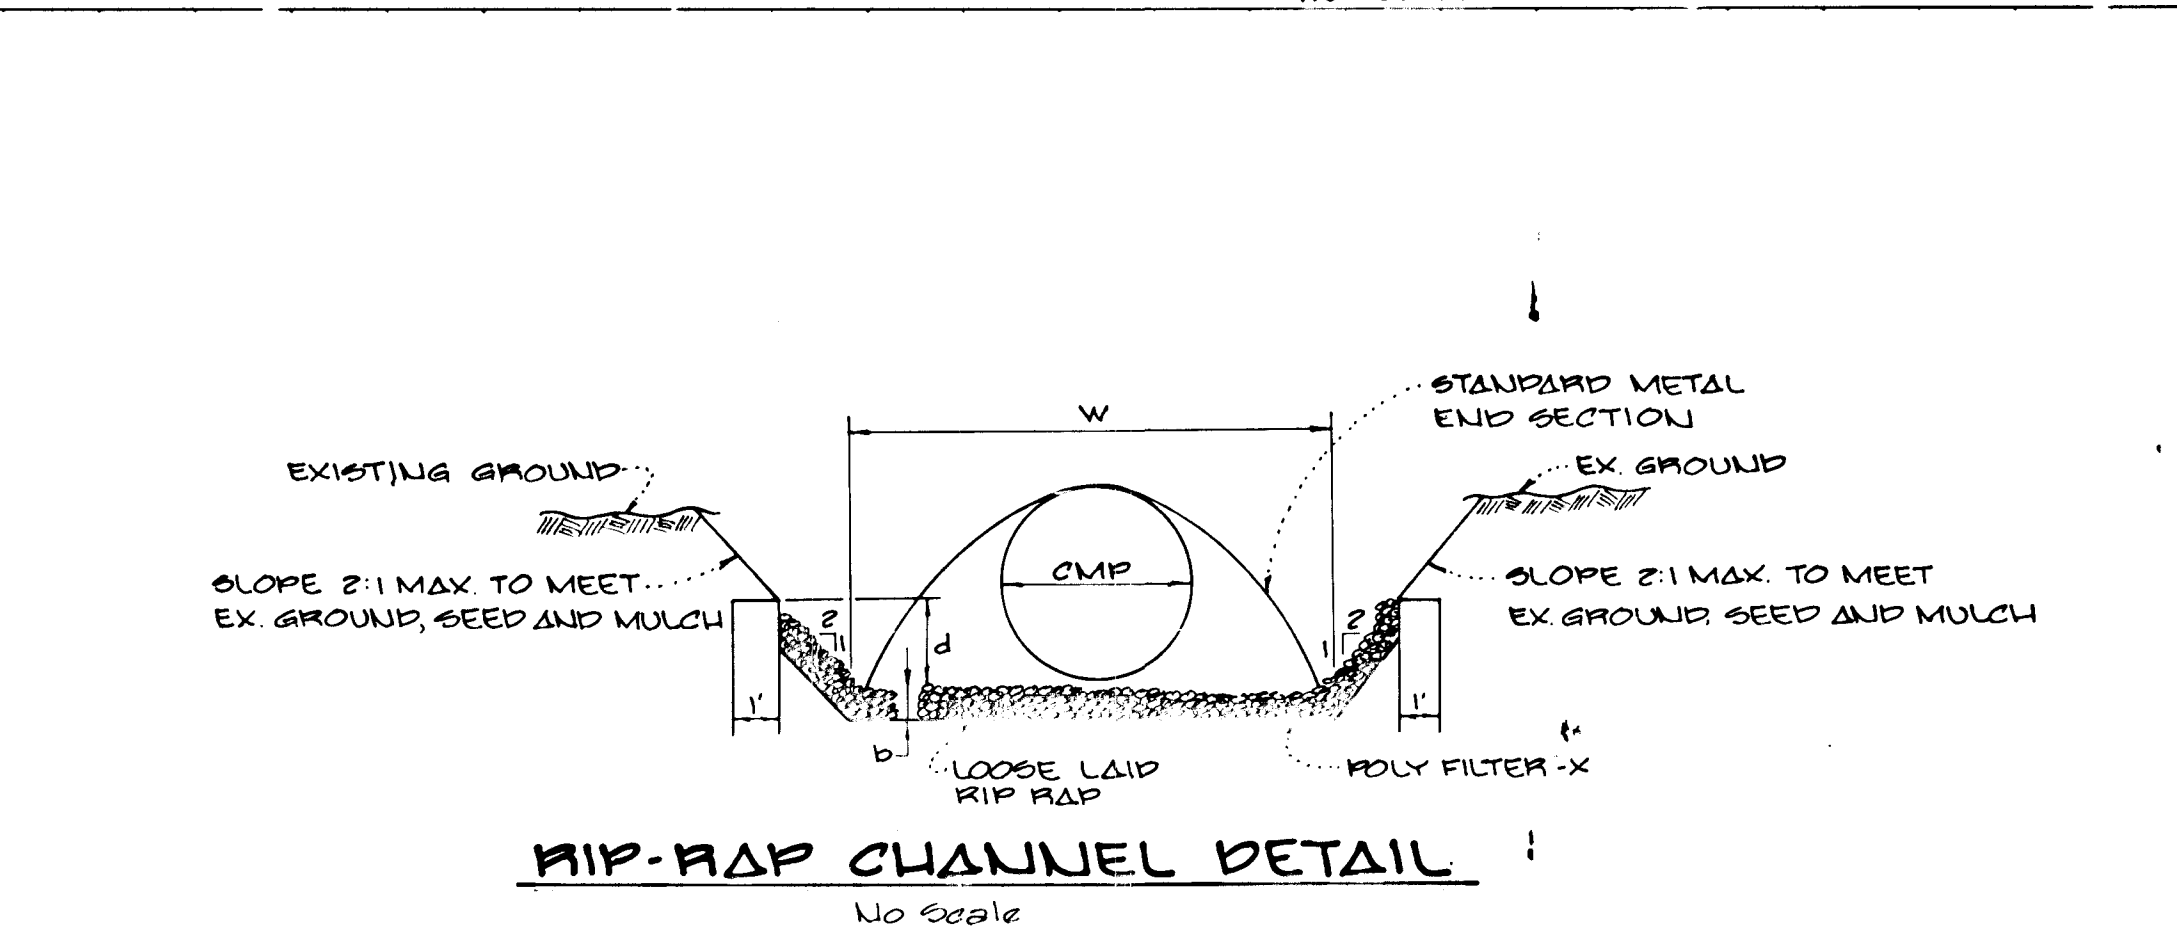 W
STANDARD METAL
END SECTION
EXISTING GROUND
EX. GROUND
SLOPE 2:1 MAX. TO MEET
EX. GROUND, SEED AND MULCH
CMP
SLOPE 2:1 MAX. TO MEET
EX. GROUND, SEED AND MULCH
2
1
d
2
1
1'
1'
b
LOOSE LAID
RIP RAP
POLY FILTER-X
RIP-RAP CHANNEL DETAIL
No Scale